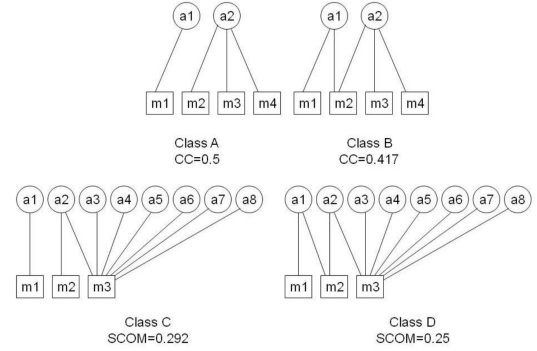 a1 a2 a1 a2
m1 m2 m3 m4 m1 m2 m3 m4
Class A Class B
CC=0.5 CC=0.417
a1 a2 a3 a4 a5 a6 a7 a8 a1 a2 a3 a4 a5 a6 a7 a8
m1 m2 m3 m1 m2 m3
Class C Class D
SCOM=0.292 SCOM=0.25